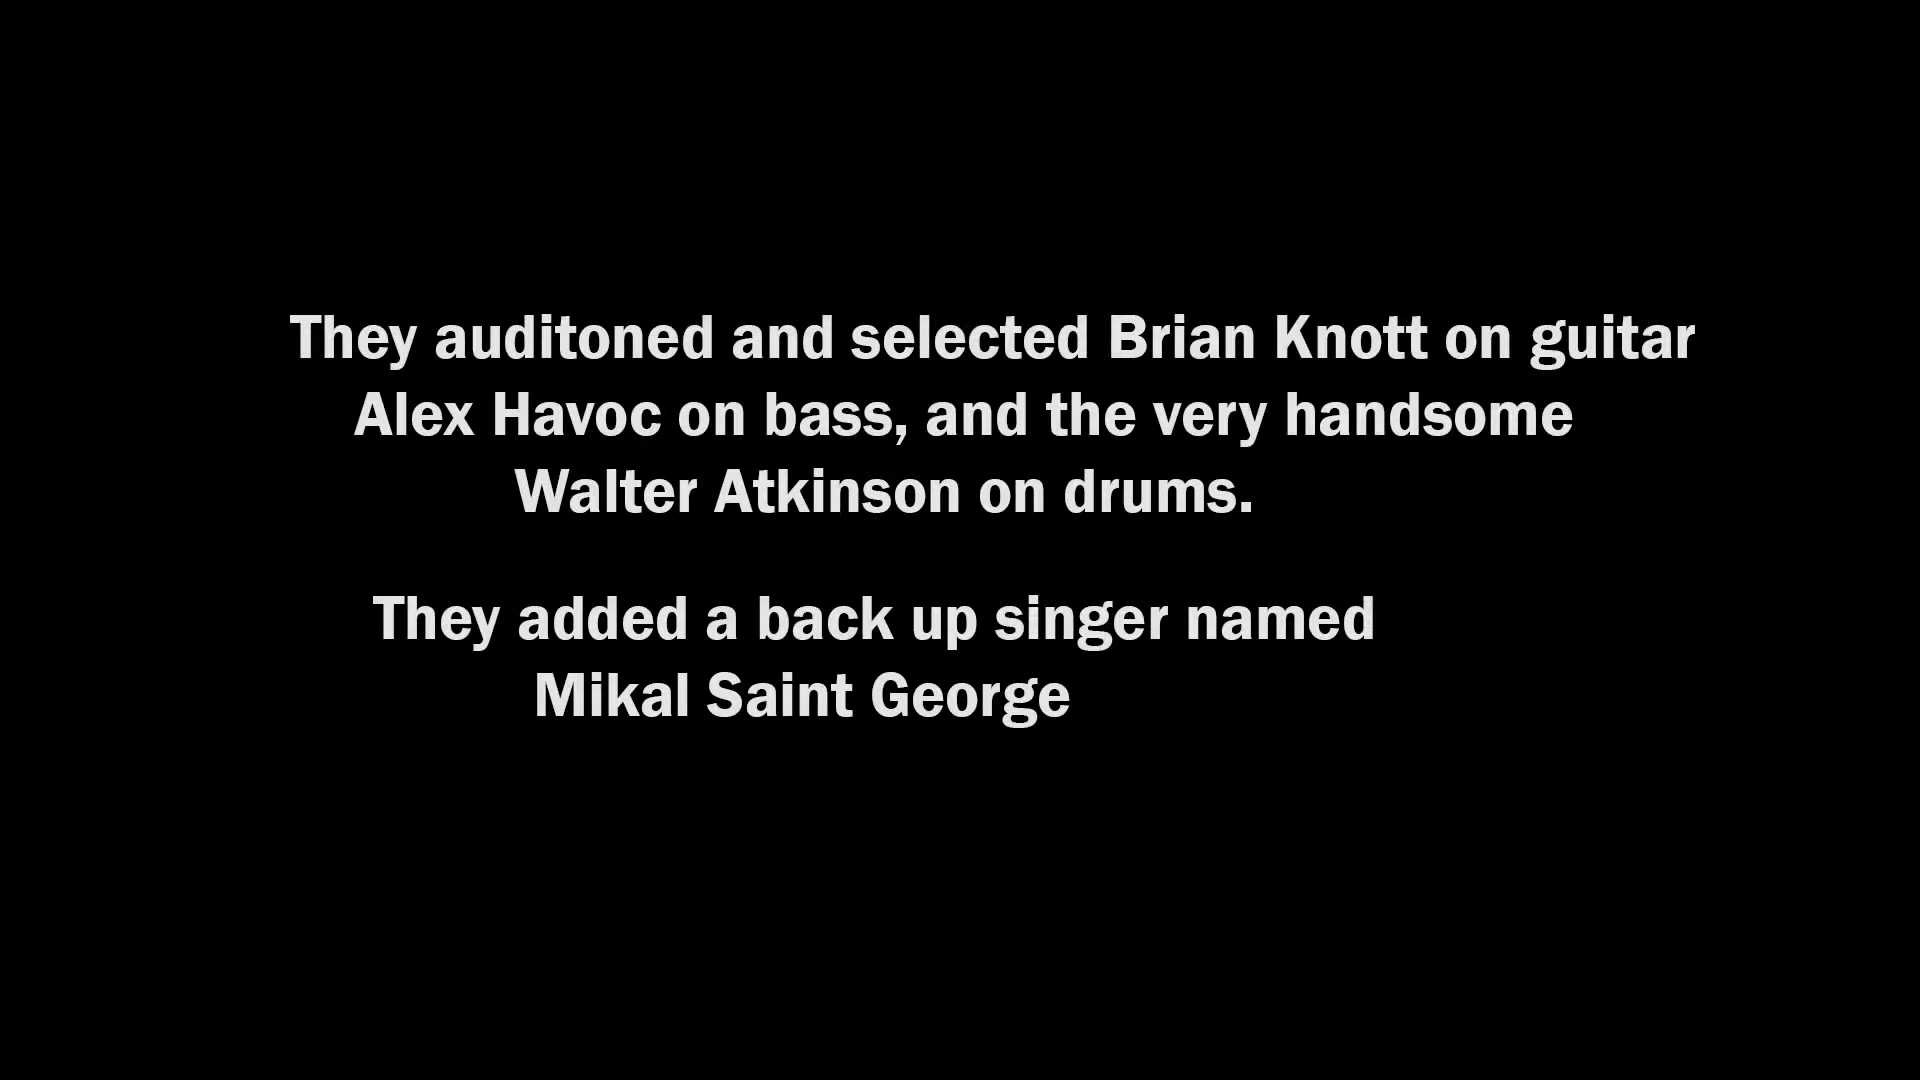 They auditoned and selected Brian Knott on guitar
Alex Havoc on bass, and the very handsome
Walter Atkinson on drums.
They added a back up singer named
Mikal Saint George